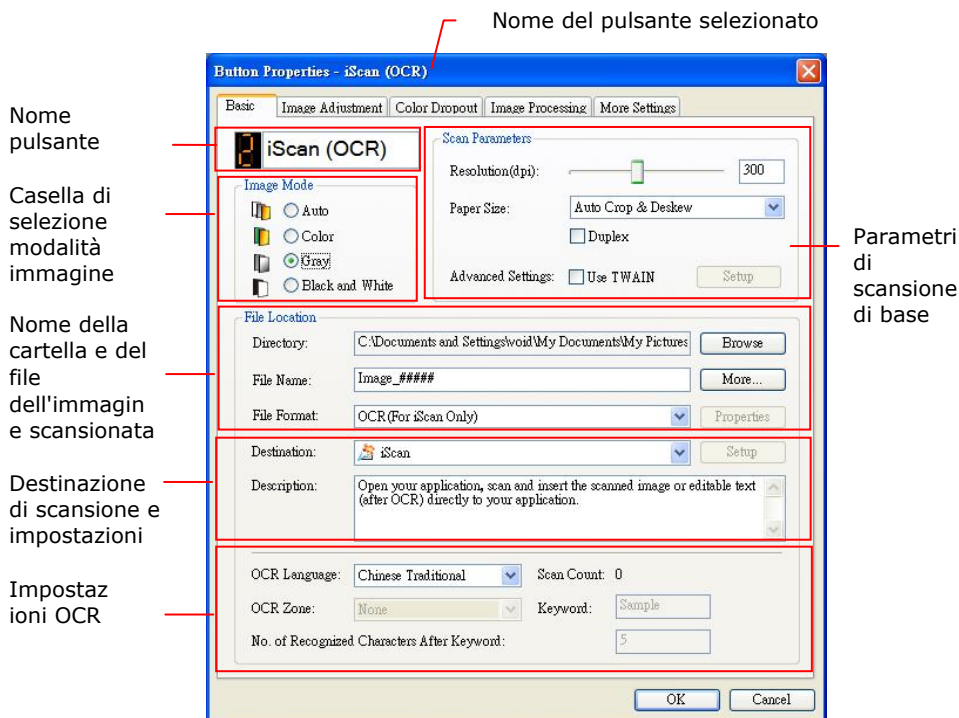 Nome del pulsante selezionato
Button Properties - iScan (OCR)
Basic
Image Adjustment
Color Dropout
Image Processing
More Settings
Nome
pulsante
2
iScan (OCR)
Casella di
selezione
modalità
immagine
Image Mode
Auto
Color
Gray
Black and White
Scan Parameters
Resolution(dpi):
300
Paper Size:
Auto Crop & Deskew
Duplex
Advanced Settings:
Use TWAIN
Setup
Parametri
di
scansione
di base
Nome della
cartella e del
file
dell'immagin
e scansionata
File Location
Directory:
C:\Documents and Settings\void\My Documents\My Pictures
Browse
File Name:
Image_#####
More...
File Format:
OCR(For iScan Only)
Properties
Destinazione
di scansione e
impostazioni
Destination:
iScan
Setup
Description:
Open your application, scan and insert the scanned image or editable text
(after OCR) directly to your application.
Impostaz
ioni OCR
OCR Language:
Chinese Traditional
Scan Count: 0
OCR Zone:
None
Keyword:
Sample
No. of Recognized Characters After Keyword:
5
OK
Cancel